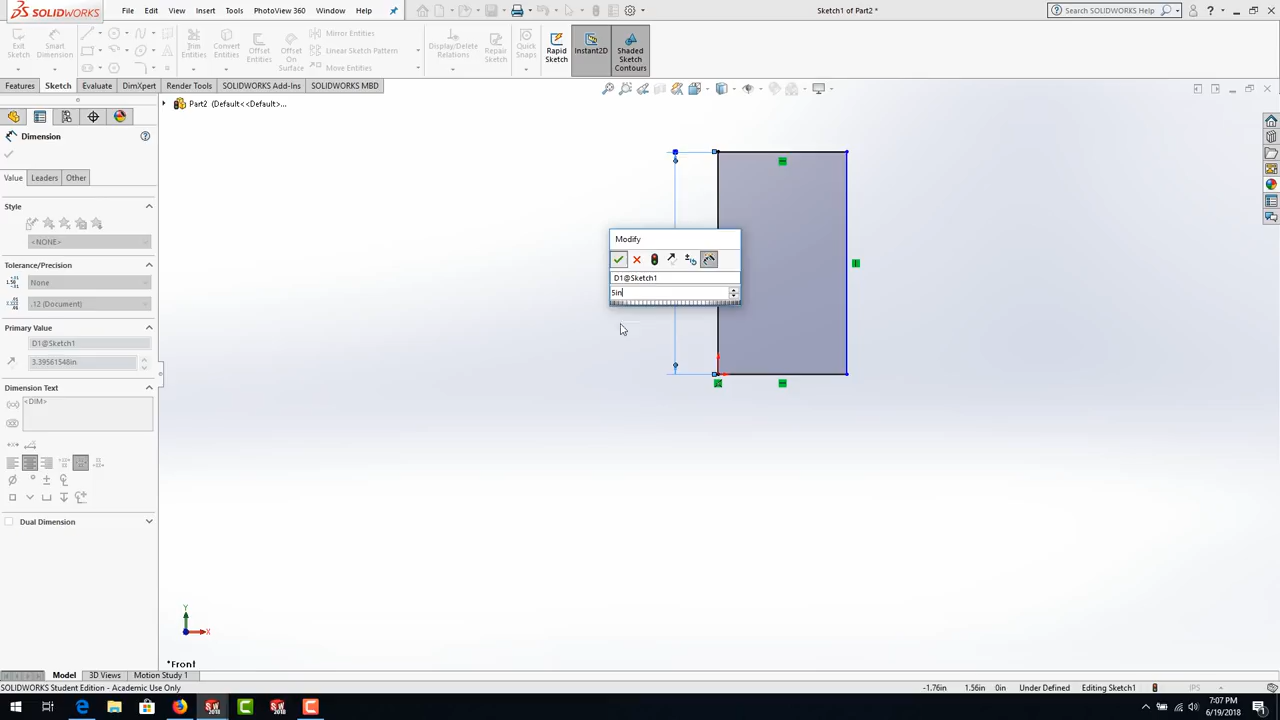 SOLIDWORKS File Edit View Insert Tools PhotoView 360 Window Help Sketch1 of Part2 * Search SOLIDWORKS Help
Exit Sketch
Smart Dimension
Trim Entities
Convert Entities
Offset Entities
Offset On Surface
Mirror Entities
Linear Sketch Pattern
Move Entities
Display/Delete Relations
Repair Sketch
Quick Snaps
Rapid Sketch
Instant2D
Shaded Sketch Contours
Features Sketch Evaluate DimXpert Render Tools SOLIDWORKS Add-Ins SOLIDWORKS MBD
Part2 (Default<<Default>...
Dimension
Value Leaders Other
Style
<NONE>
Tolerance/Precision
None
.12 (Document)
Primary Value
D1@Sketch1
3.39561548in
Dimension Text
<DIM>
Dual Dimension
Modify
D1@Sketch1
5in
Y
X
*Front
Model 3D Views Motion Study 1
SOLIDWORKS Student Edition - Academic Use Only -1.76in 1.56in 0in Under Defined Editing Sketch1 IPS
7:07 PM
6/19/2018